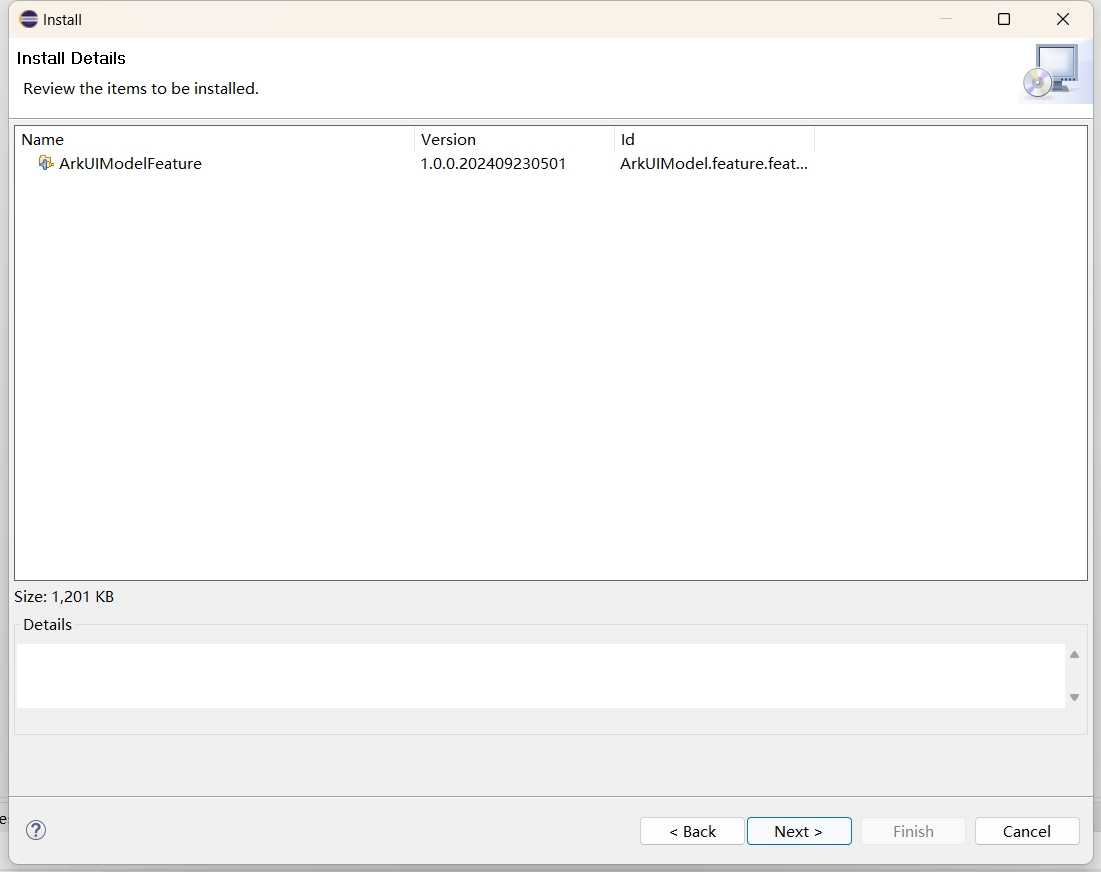 Install
Install Details
Review the items to be installed.
Name Version Id
ArkUIModelFeature 1.0.0.202409230501 ArkUIModel.feature.feat...
Size: 1,201 KB
Details
? < Back Next > Finish Cancel